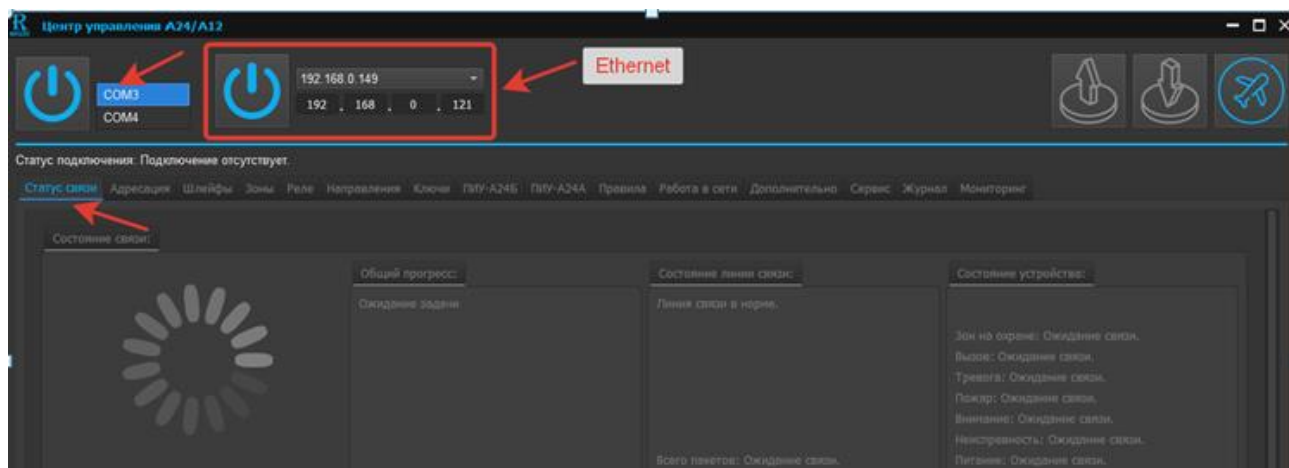 R Центр управления A24/A12
COM3
COM4
192.168.0.149
192 . 168 . 0 . 121
Ethernet
Статус подключения: Подключение отсутствует.
Статус связи Адресация Шлейфы Зоны Реле Направления Ключи ПИУ-А24Б ПИУ-А24А Правила Работа в сети Дополнительно Сервис Журнал Мониторинг
Состояние связи:
Общий прогресс:
Ожидание задачи
Состояние линии связи:
Линия связи в норме.
Всего пакетов: Ожидание связи.
Состояние устройства:
Зон на охране: Ожидание связи.
Вызов: Ожидание связи.
Тревога: Ожидание связи.
Пожар: Ожидание связи.
Внимание: Ожидание связи.
Неисправность: Ожидание связи.
Питание: Ожидание связи.